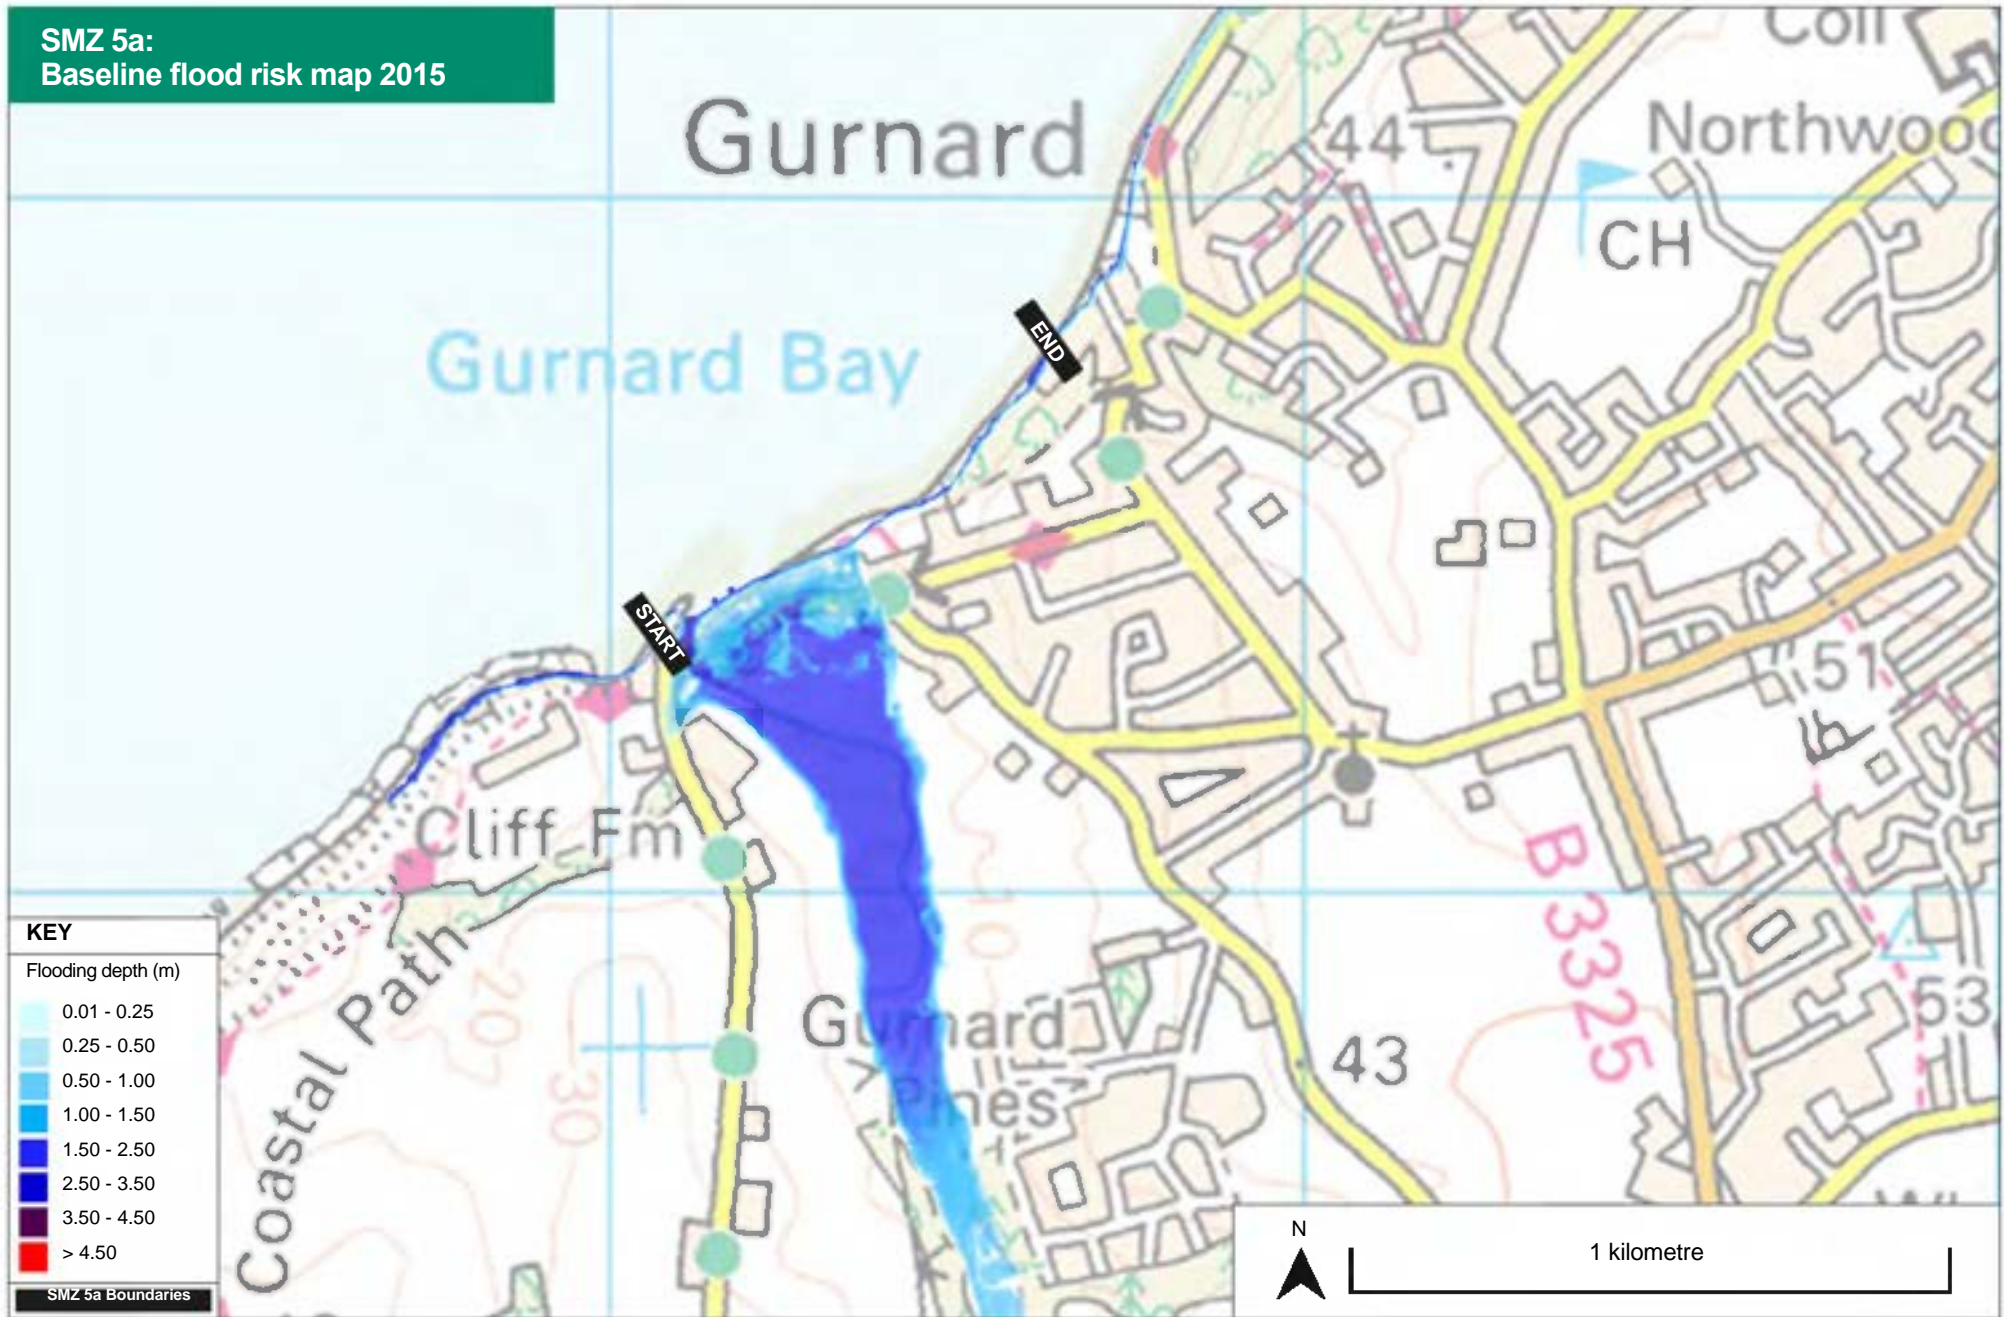 SMZ 5a:
Baseline flood risk map 2015
Coll
Gurnard
44
Northwood
CH
Gurnard Bay
END
START
51
Cliff Fm
B 3325
KEY
Flooding depth (m)
0.01 - 0.25
0.25 - 0.50
0.50 - 1.00
1.00 - 1.50
1.50 - 2.50
2.50 - 3.50
3.50 - 4.50
> 4.50
SMZ 5a Boundaries
Coastal Path
20
30
10
Gurnard
Pines
43
53
N
1 kilometre